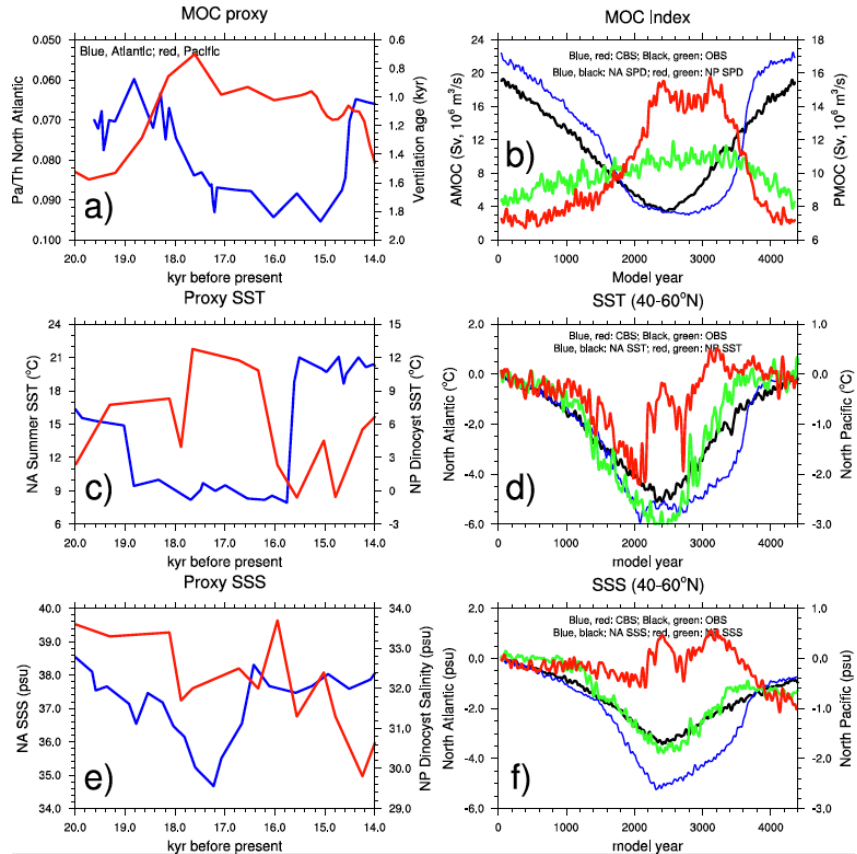 MOC proxy
Blue, Atlantic; red, Pacific
0.050
0.060
0.070
0.080
0.090
0.100
Pa/Th North Atlantic
0.6
0.8
1.0
1.2
1.4
1.6
1.8
2.0
Ventilation age (kyr)
a)
20.0 19.0 18.0 17.0 16.0 15.0 14.0
kyr before present
MOC Index
Blue, red: CBS; Black, green: OBS
Blue, black: NA SPD; red, green: NP SPD
24
20
16
12
8
4
0
AMOC (Sv, 10⁶ m³/s)
18
16
14
12
10
8
6
PMOC (Sv, 10⁶ m³/s)
b)
0 1000 2000 3000 4000
Model year
Proxy SST
24
21
18
15
12
9
6
NA Summer SST (°C)
15
12
9
6
3
0
-3
NP Dinocyst SST (°C)
c)
20.0 19.0 18.0 17.0 16.0 15.0 14.0
kyr before present
SST (40-60°N)
Blue, red: CBS; Black, green: OBS
Blue, black: NA SST; red, green: NP SST
2.0
0.0
-2.0
-4.0
-6.0
North Atlantic (°C)
1.0
0.0
-1.0
-2.0
-3.0
North Pacific (°C)
d)
0 1000 2000 3000 4000
model year
Proxy SSS
40.0
39.0
38.0
37.0
36.0
35.0
34.0
NA SSS (psu)
34.0
33.0
32.0
31.0
30.0
29.0
NP Dinocyst Salinity (psu)
e)
20.0 19.0 18.0 17.0 16.0 15.0 14.0
kyr before present
SSS (40-60°N)
Blue, red: CBS; Black, green: OBS
Blue, black: NA SSS; red, green: NP SSS
2.0
0.0
-2.0
-4.0
-6.0
North Atlantic (psu)
1.0
0.0
-1.0
-2.0
-3.0
North Pacific (psu)
f)
0 1000 2000 3000 4000
model year